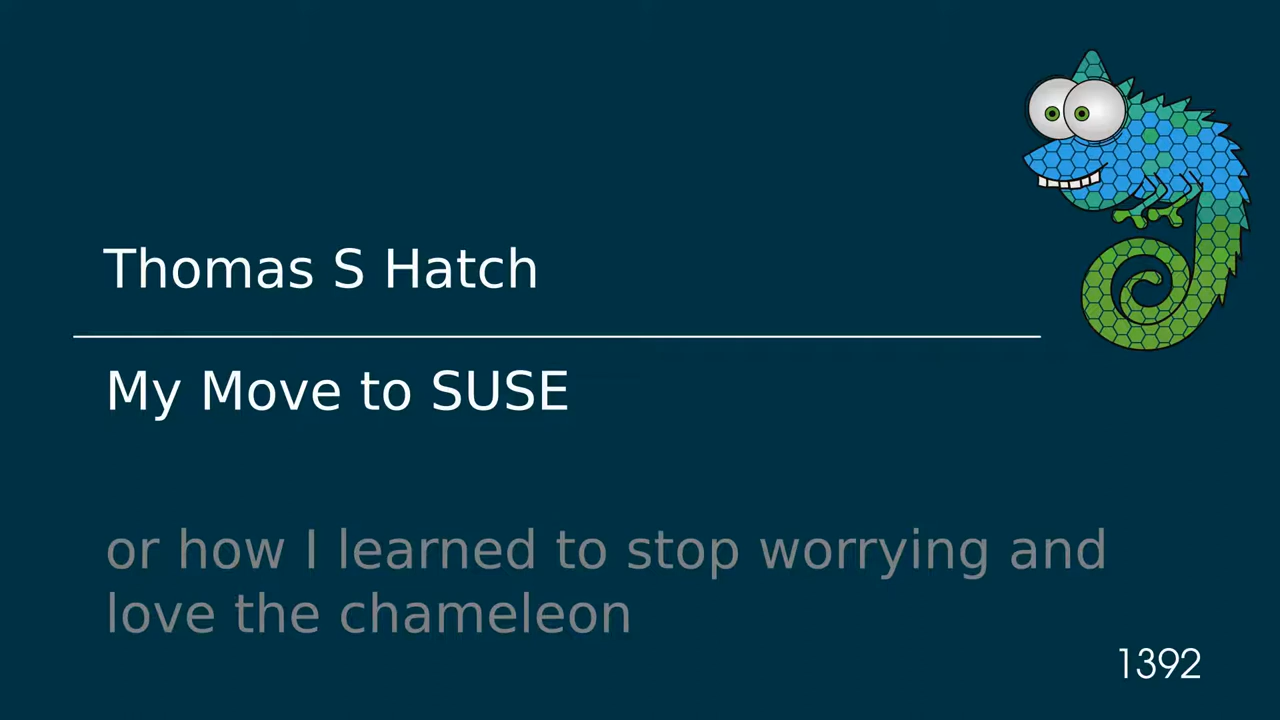 Thomas S Hatch
My Move to SUSE
or how I learned to stop worrying and
love the chameleon
1392